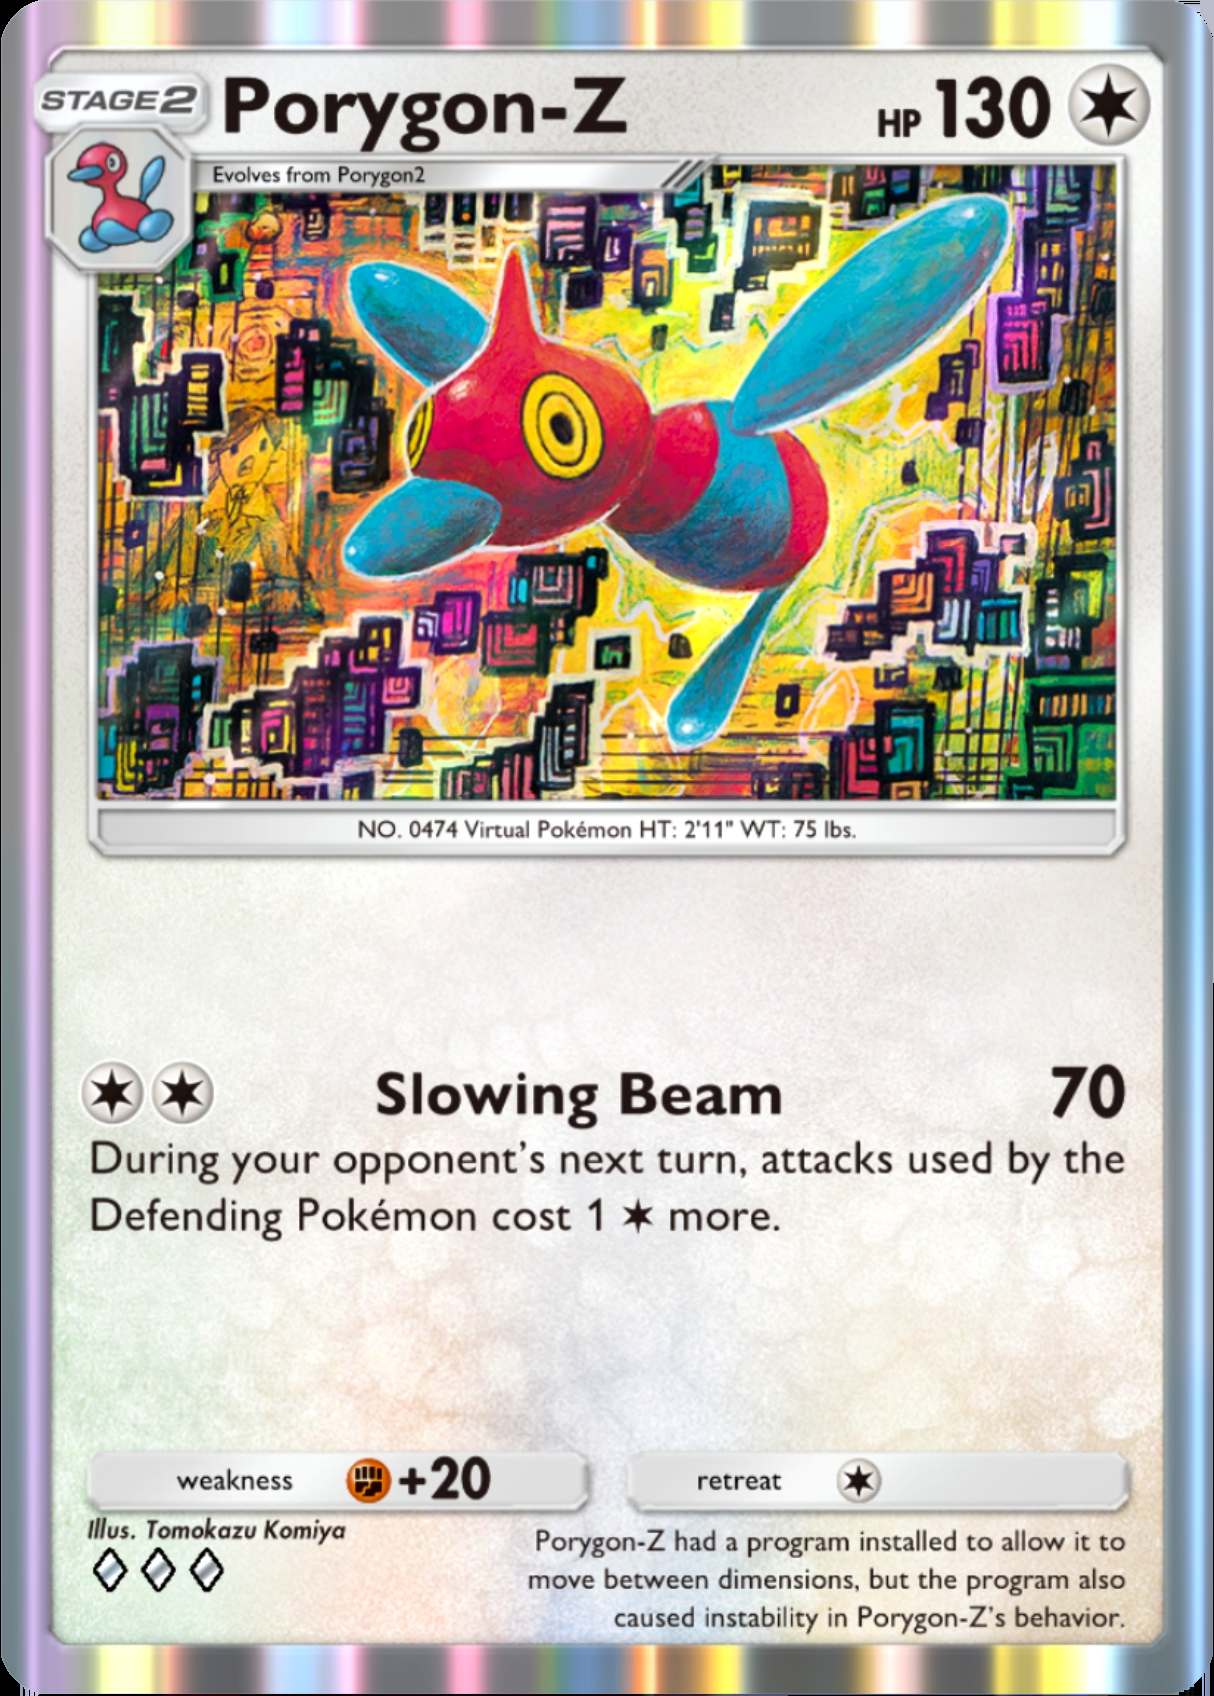 STAGE2
Porygon-Z
HP 130
Evolves from Porygon2
NO. 0474 Virtual Pokémon HT: 2'11" WT: 75 lbs.
Slowing Beam 70
During your opponent's next turn, attacks used by the
Defending Pokémon cost 1 more.
weakness +20
retreat
Illus. Tomokazu Komiya
Porygon-Z had a program installed to allow it to
move between dimensions, but the program also
caused instability in Porygon-Z's behavior.